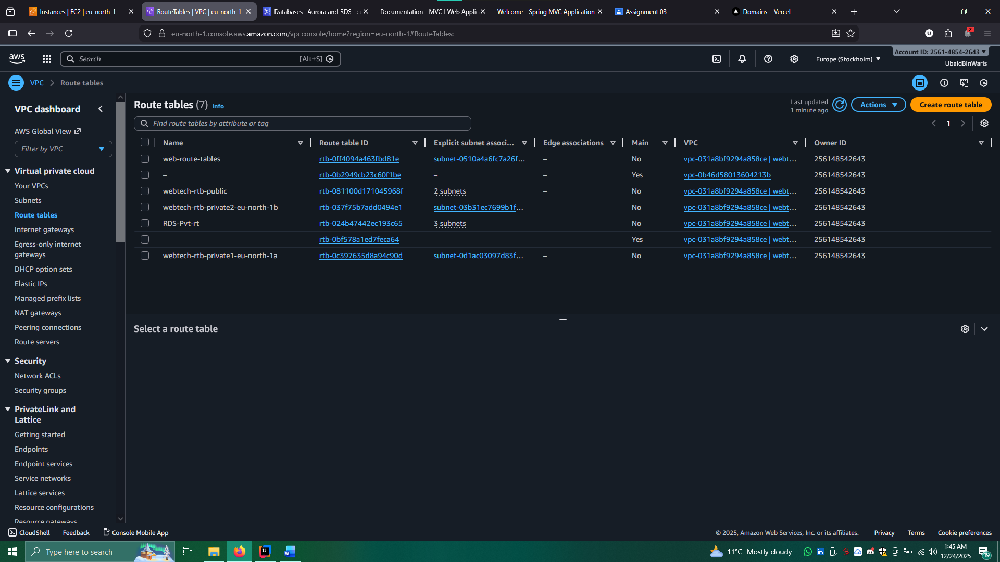 Instances | EC2 | eu-north-1
RouteTables | VPC | eu-north-1
Databases | Aurora and RDS | eu
Documentation - MVC1 Web Applic
Welcome - Spring MVC Application
Assignment 03
Domains – Vercel
eu-north-1.console.aws.amazon.com/vpcconsole/home?region=eu-north-1#RouteTables:
U
2
aws
Search
[Alt+S]
Europe (Stockholm)
Account ID: 2561-4854-2643
UbaidBinWaris
VPC
Route tables
VPC dashboard
AWS Global View
Filter by VPC
Virtual private cloud
Your VPCs
Subnets
Route tables
Internet gateways
Egress-only internet
gateways
DHCP option sets
Elastic IPs
Managed prefix lists
NAT gateways
Peering connections
Route servers
Security
Network ACLs
Security groups
PrivateLink and
Lattice
Getting started
Endpoints
Endpoint services
Service networks
Lattice services
Resource configurations
Resource gateways
Route tables (7) Info
Last updated
1 minute ago
Actions
Create route table
Find route tables by attribute or tag
1
Name Route table ID Explicit subnet associ... Edge associations Main VPC Owner ID
web-route-tables rtb-0ff4094a463fbd81e subnet-0510a4a6fc7a26f... – No vpc-031a8bf9294a858ce | webt... 256148542643
– rtb-0b2949cb23c60f1be – – Yes vpc-0b46d58013604213b 256148542643
webtech-rtb-public rtb-081100d171045968f 2 subnets – No vpc-031a8bf9294a858ce | webt... 256148542643
webtech-rtb-private2-eu-north-1b rtb-037f75b7add0494e1 subnet-03b31ec7699b1f... – No vpc-031a8bf9294a858ce | webt... 256148542643
RDS-Pvt-rt rtb-024b47442ec193c65 3 subnets – No vpc-031a8bf9294a858ce | webt... 256148542643
– rtb-0bf578a1ed7feca64 – – Yes vpc-031a8bf9294a858ce | webt... 256148542643
webtech-rtb-private1-eu-north-1a rtb-0c397635d8a94c90d subnet-0d1ac03097d83f... – No vpc-031a8bf9294a858ce | webt... 256148542643
Select a route table
CloudShell
Feedback
Console Mobile App
© 2025, Amazon Web Services, Inc. or its affiliates.
Privacy
Terms
Cookie preferences
Type here to search
11°C Mostly cloudy
1:45 AM
12/24/2025
19